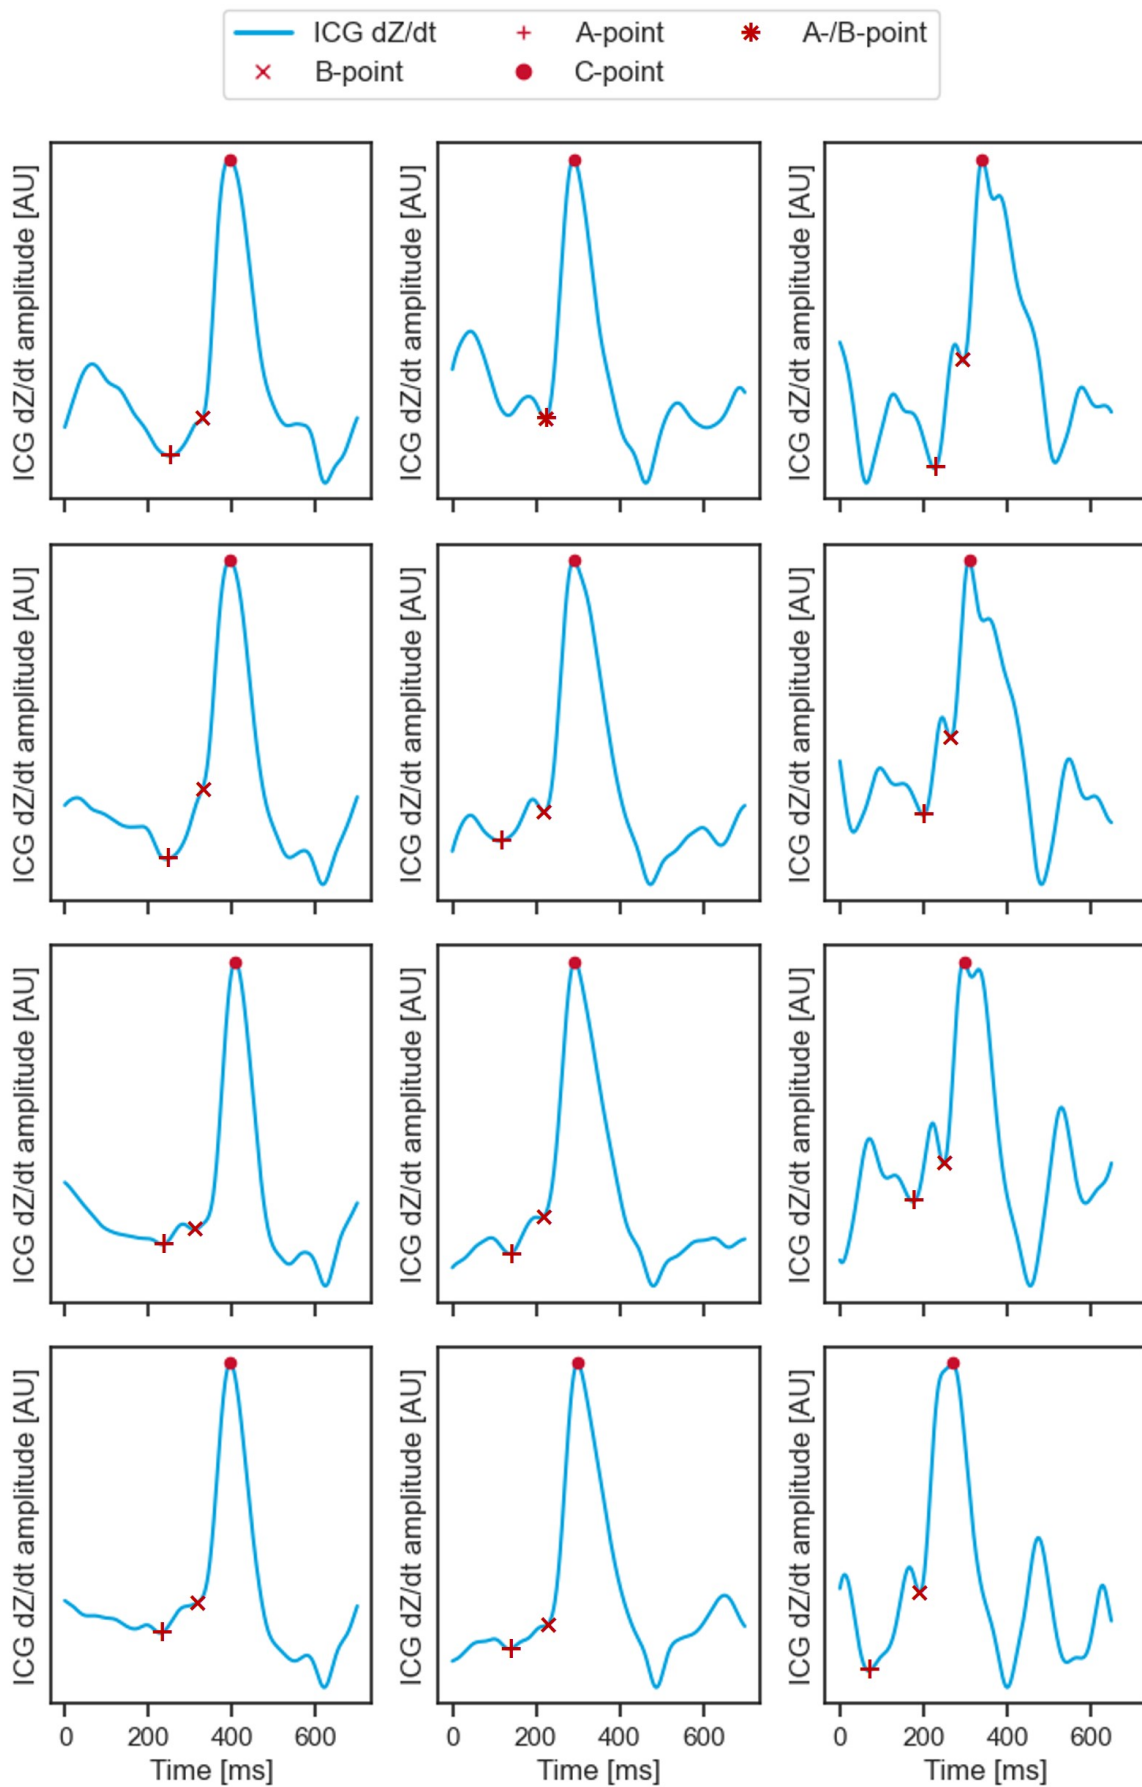 ICG dZ/dt A-point A-/B-point
B-point C-point
ICG dZ/dt amplitude [AU] ICG dZ/dt amplitude [AU] ICG dZ/dt amplitude [AU]
ICG dZ/dt amplitude [AU] ICG dZ/dt amplitude [AU] ICG dZ/dt amplitude [AU]
ICG dZ/dt amplitude [AU] ICG dZ/dt amplitude [AU] ICG dZ/dt amplitude [AU]
ICG dZ/dt amplitude [AU] ICG dZ/dt amplitude [AU] ICG dZ/dt amplitude [AU]
0 200 400 600 0 200 400 600 0 200 400 600
Time [ms] Time [ms] Time [ms]